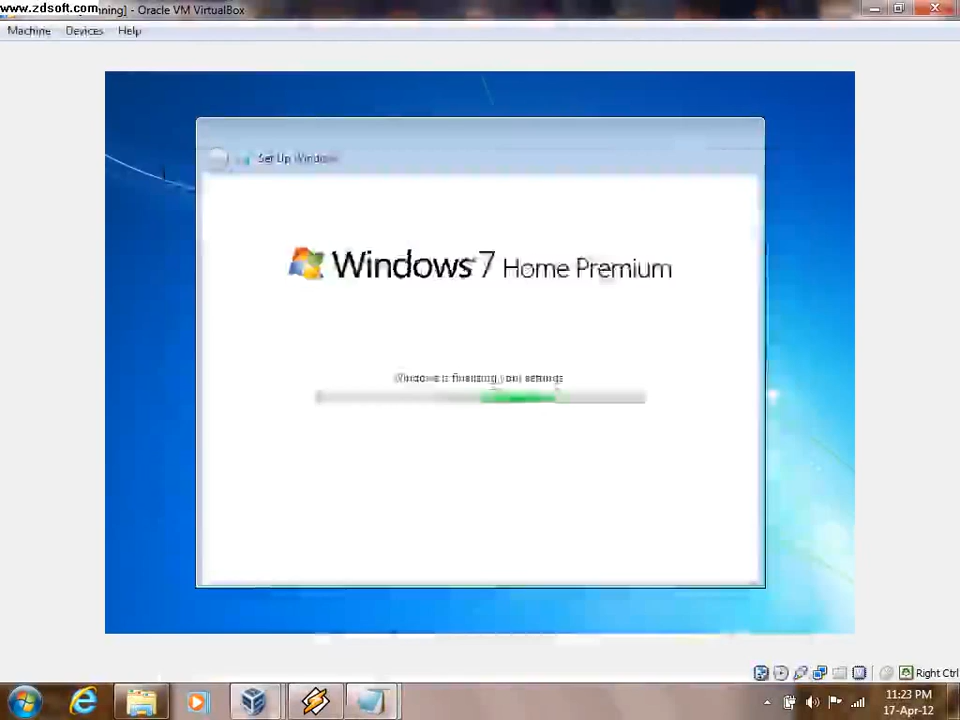 www.zdsoft.com ning] - Oracle VM VirtualBox
Machine Devices Help
Set Up Windows
Windows 7 Home Premium
Windows is finalizing your settings
Right Ctrl
11:23 PM
17-Apr-12